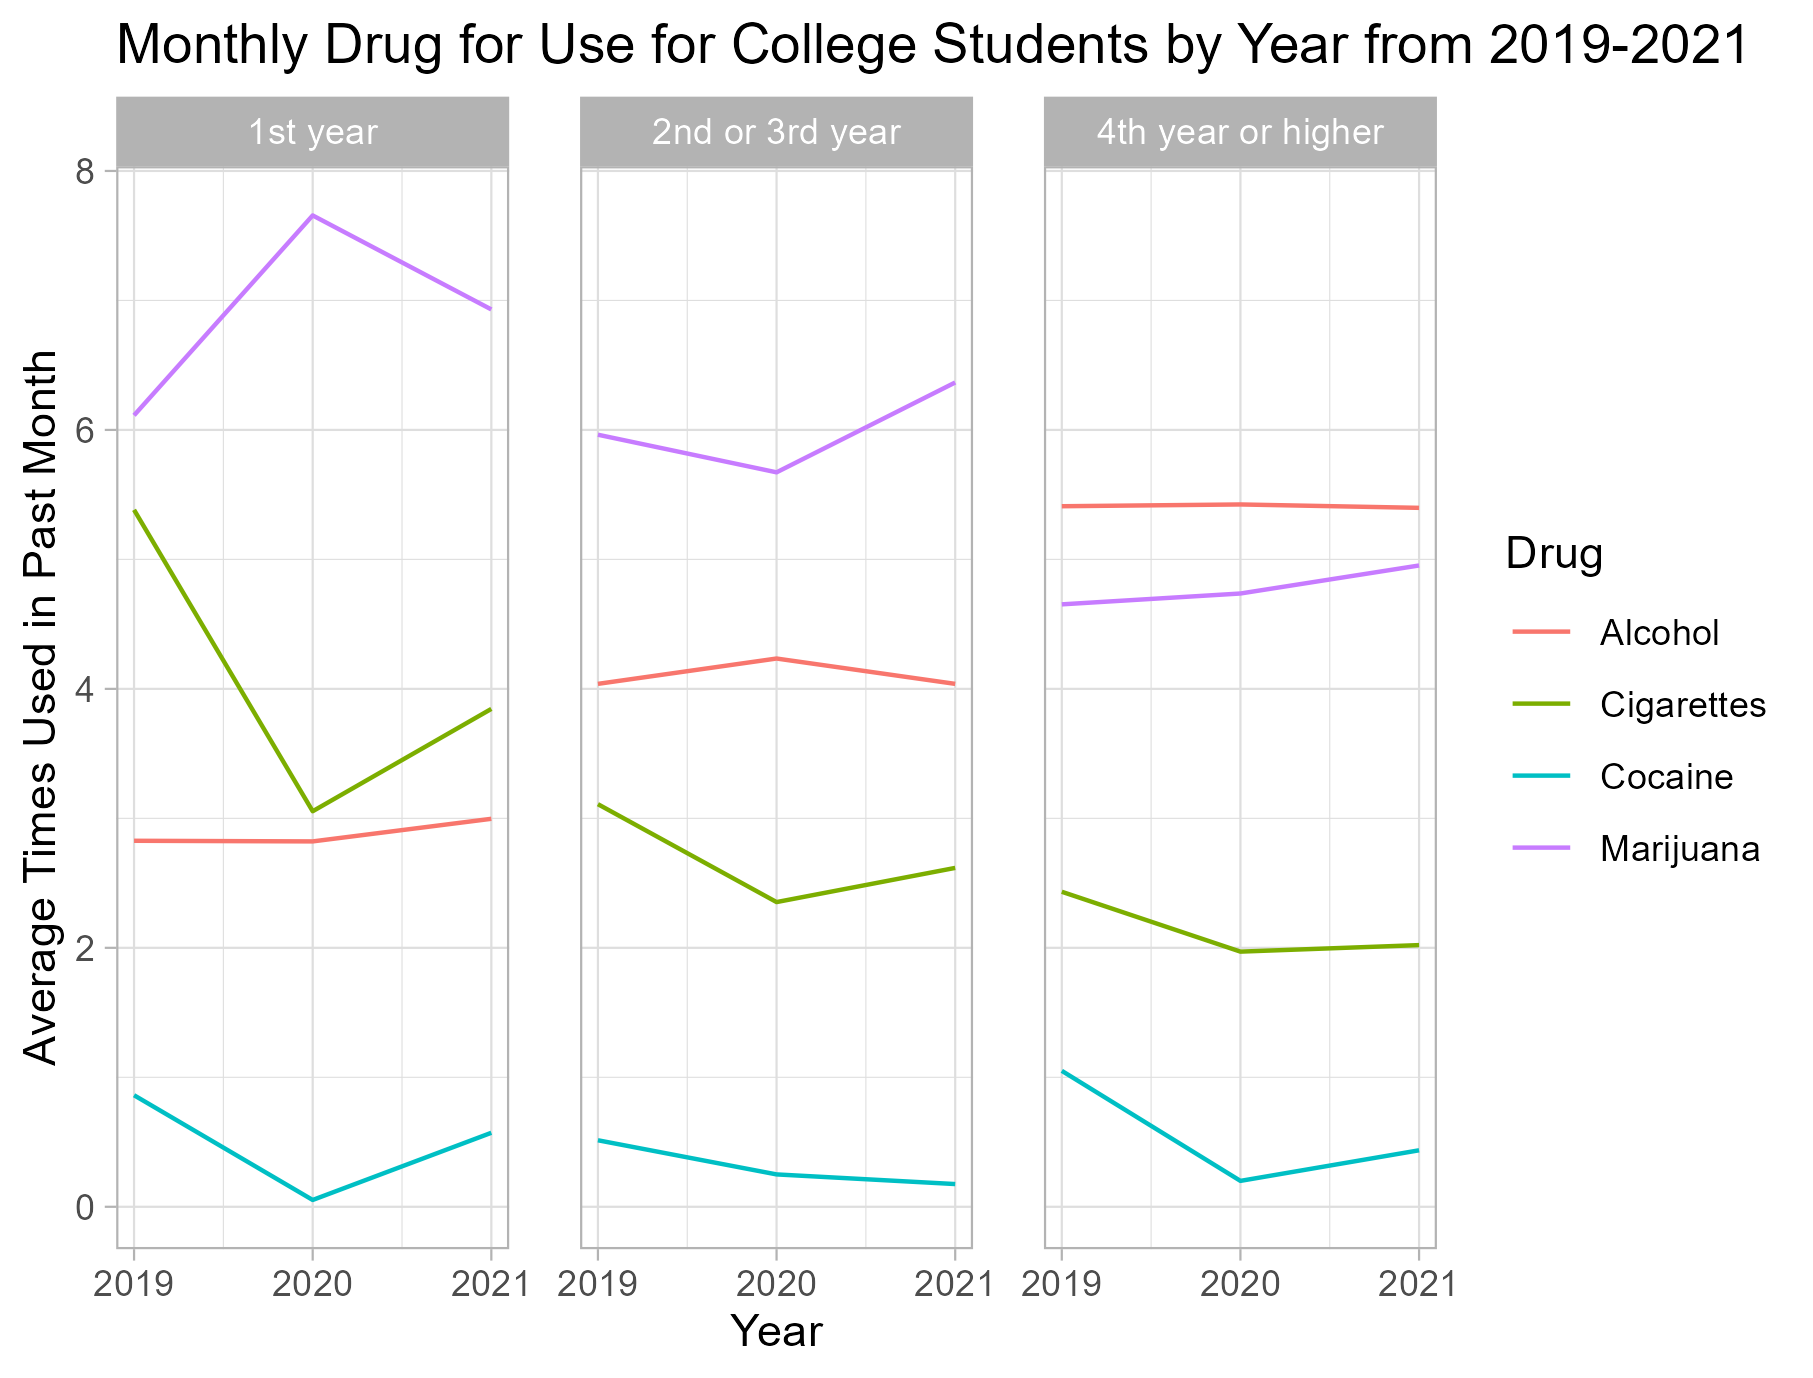 Monthly Drug for Use for College Students by Year from 2019-2021
1st year
2nd or 3rd year
4th year or higher
8
6
4
2
0
Average Times Used in Past Month
2019 2020 2021
2019 2020 2021
2019 2020 2021
Year
Drug
Alcohol
Cigarettes
Cocaine
Marijuana